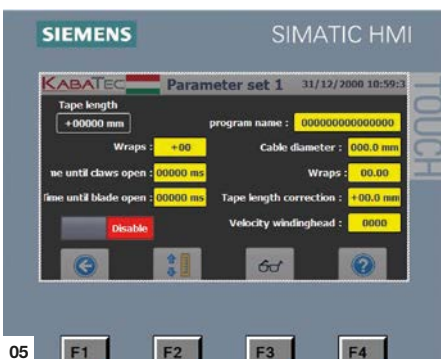 SIEMENS
SIMATIC HMI
TOUCH
KABATEC
Parameter set 1
31/12/2000 10:59:3
Tape length
+00000 mm
program name : 00000000000000
Wraps : +00
Cable diameter : 000.0 mm
ne until claws open : 00000 ms
Wraps : 00.00
Time until blade open : 00000 ms
Tape length correction : +00.0 mm
Disable
Velocity windinghead : 0000
05
F1
F2
F3
F4